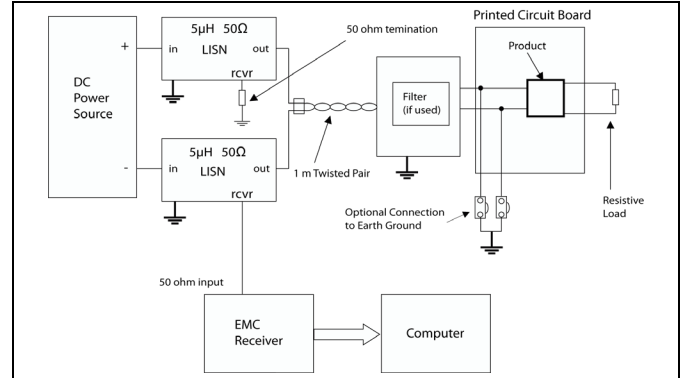 Printed Circuit Board
5µH 50Ω
LISN
in
out
rcvr
50 ohm temination
Product
+
DC
Power
Source
-
Filter
(if used)
5µH 50Ω
LISN
in
out
rcvr
1 m Twisted Pair
Optional Connection
to Earth Ground
Resistive
Load
50 ohm input
EMC
Receiver
Computer